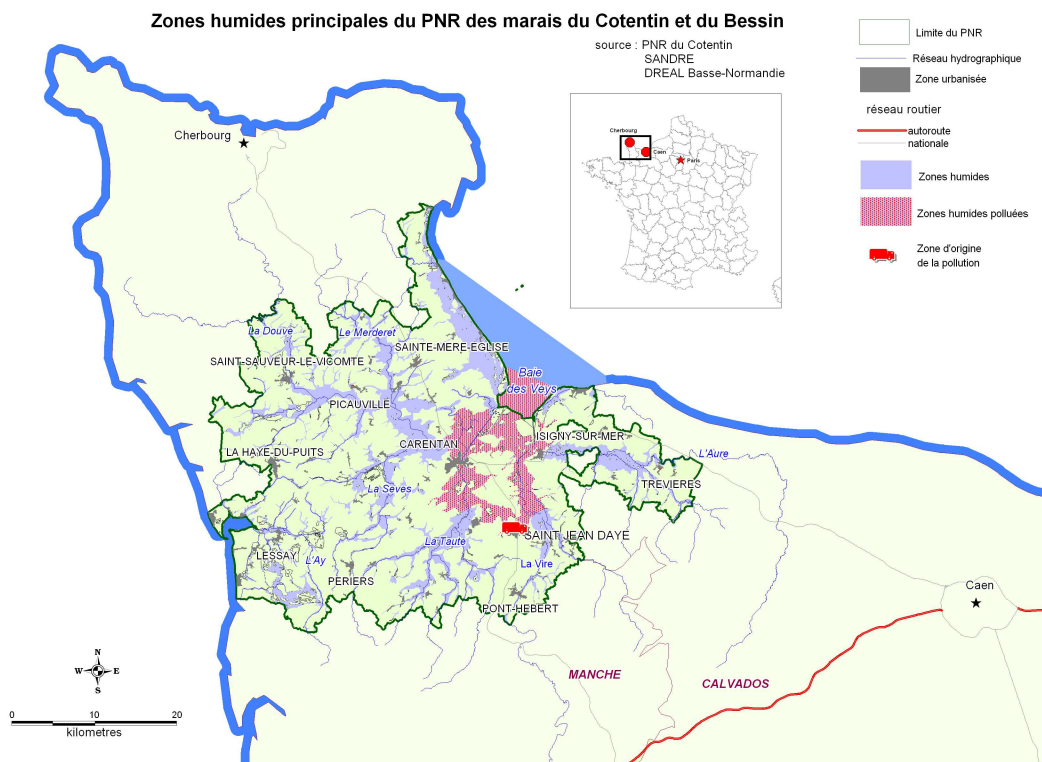 Zones humides principales du PNR des marais du Cotentin et du Bessin
source : PNR du Cotentin
SANDRE
DREAL Basse-Normandie
Limite du PNR
Réseau hydrographique
Zone urbanisée
réseau routier
autoroute
nationale
Zones humides
Zones humides polluées
Zone d'origine
de la pollution
Cherbourg
Caen
Paris
Cherbourg
La Douve
Le Merderet
SAINTE-MERE-EGLISE
SAINT-SAUVEUR-LE-VICOMTE
Baie
des Veys
PICAUVILLE
CARENTAN
ISIGNY-SUR-MER
LA HAYE-DU-PUITS
L'Aure
La Sèves
TREVIERES
SAINT JEAN DAYE
La Taute
LESSAY
L'Ay
La Vire
PERIERS
PONT-HEBERT
Caen
MANCHE
CALVADOS
N
W E
S
0 10 20
kilometres